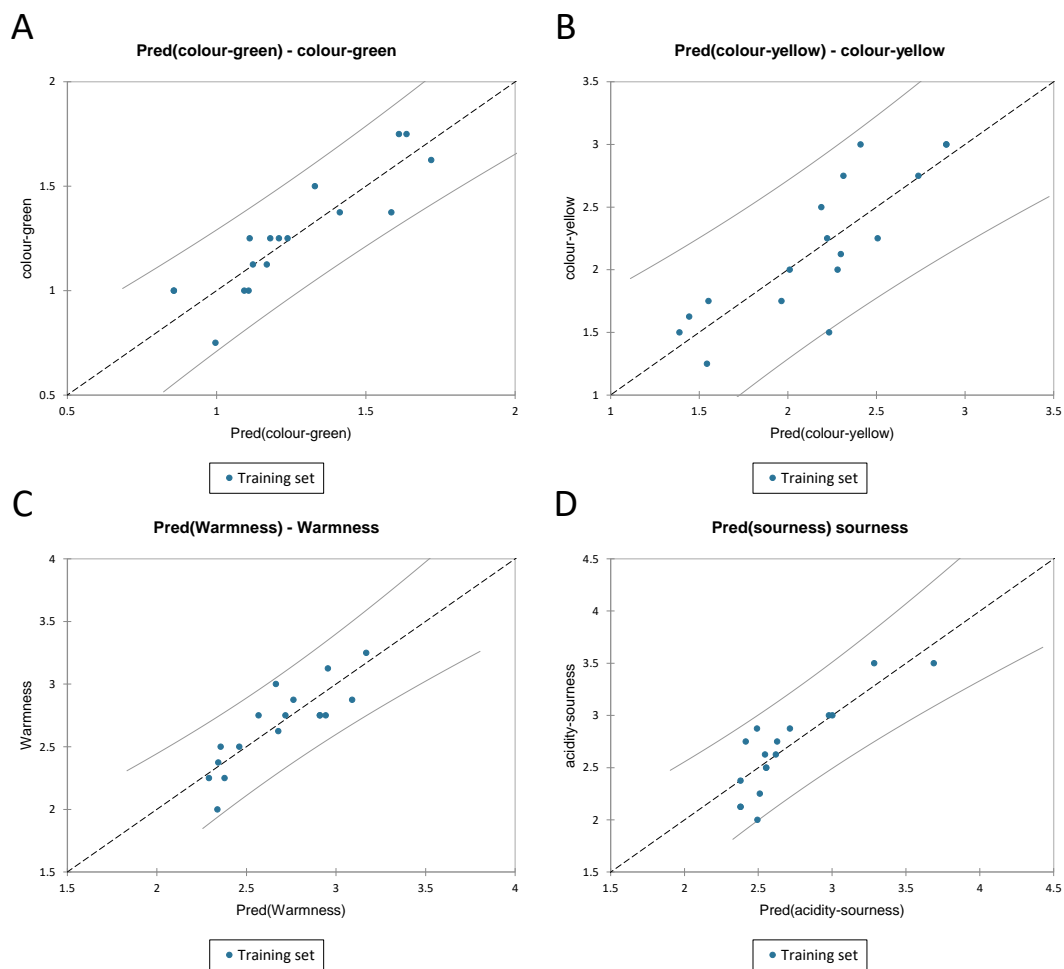 A
Pred(colour-green) - colour-green
2
1.5
1
0.5
0.5
1
1.5
2
colour-green
Pred(colour-green)
Training set
B
Pred(colour-yellow) - colour-yellow
3.5
3
2.5
2
1.5
1
1
1.5
2
2.5
3
3.5
colour-yellow
Pred(colour-yellow)
Training set
C
Pred(Warmness) - Warmness
4
3.5
3
2.5
2
1.5
1.5
2
2.5
3
3.5
4
Warmness
Pred(Warmness)
Training set
D
Pred(sourness) sourness
4.5
4
3.5
3
2.5
2
1.5
1.5
2
2.5
3
3.5
4
4.5
acidity-sourness
Pred(acidity-sourness)
Training set